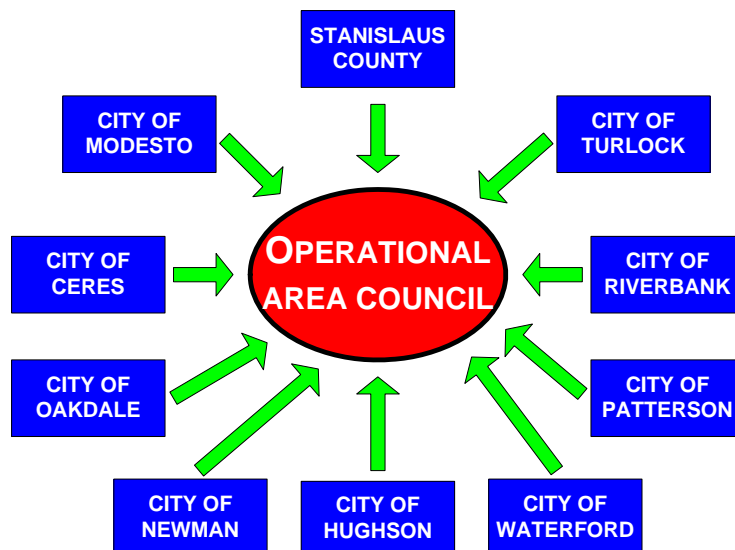 STANISLAUS
COUNTY
CITY OF
MODESTO
CITY OF
TURLOCK
OPERATIONAL
AREA COUNCIL
CITY OF
CERES
CITY OF
RIVERBANK
CITY OF
OAKDALE
CITY OF
PATTERSON
CITY OF
NEWMAN
CITY OF
HUGHSON
CITY OF
WATERFORD